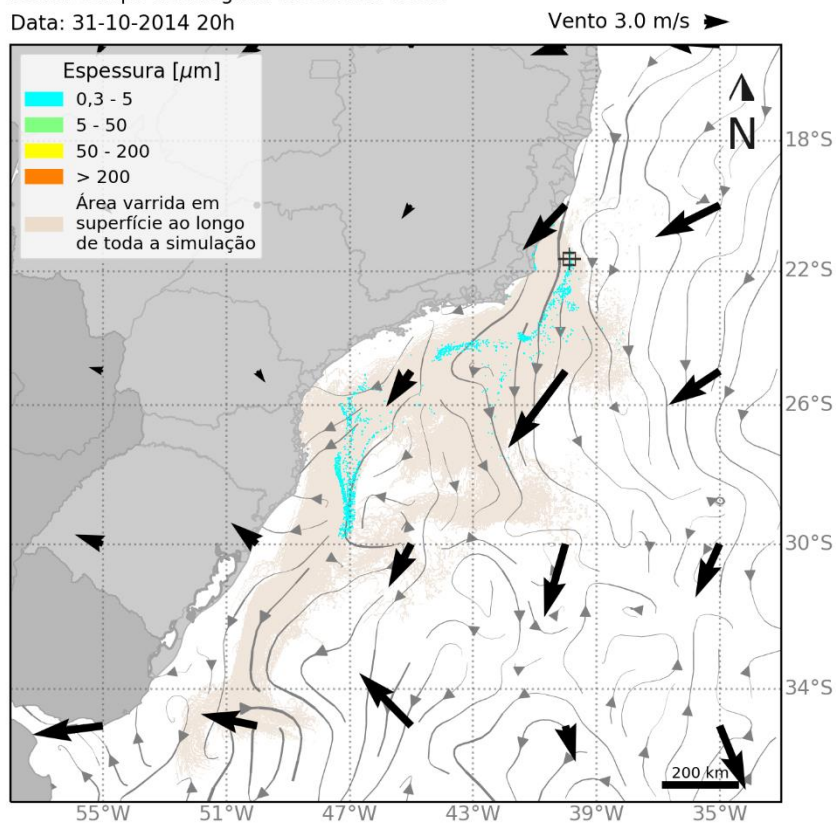 Data: 31-10-2014 20h
Vento 3.0 m/s
Espessura [μm]
0,3 - 5
5 - 50
50 - 200
> 200
Área varrida em
superfície ao longo
de toda a simulação
N
18°S
22°S
26°S
30°S
34°S
200 km
55°W
51°W
47°W
43°W
39°W
35°W